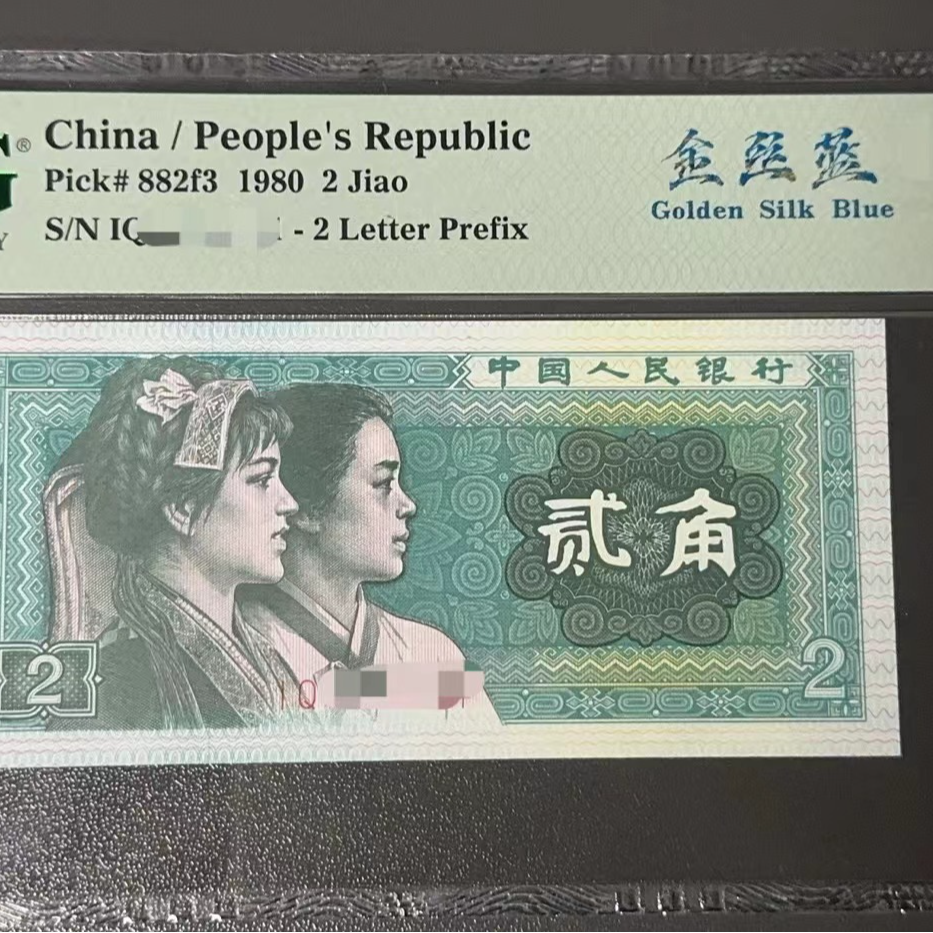 China / People's Republic
Pick# 882f3 1980 2 Jiao
S/N IQ - 2 Letter Prefix
金丝蓝
Golden Silk Blue
中国人民银行
贰角
2
IQ
2